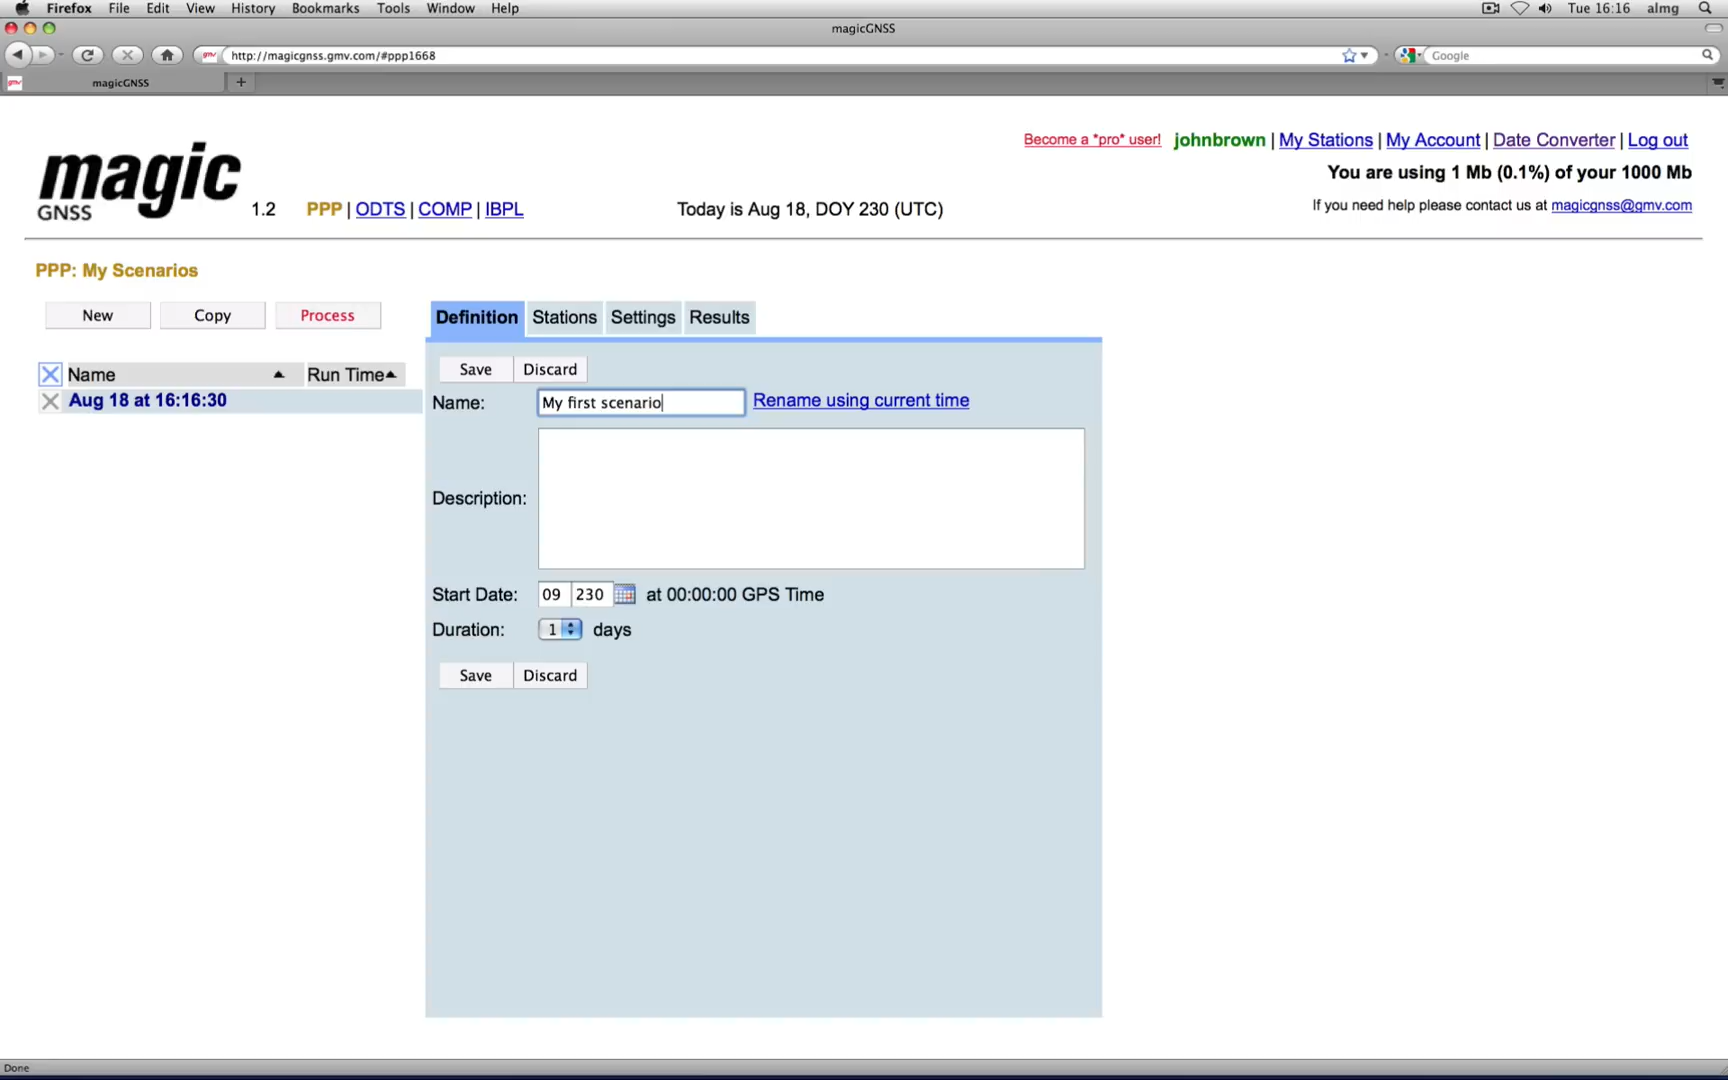 Firefox File Edit View History Bookmarks Tools Window Help Tue 16:16 almg
magicGNSS
http://magicgnss.gmv.com/#ppp1668 Google
gmv magicGNSS +
Become a *pro* user! johnbrown | My Stations | My Account | Date Converter | Log out
You are using 1 Mb (0.1%) of your 1000 Mb
magic
GNSS 1.2 PPP | ODTS | COMP | IBPL Today is Aug 18, DOY 230 (UTC) If you need help please contact us at magicgnss@gmv.com
PPP: My Scenarios
New Copy Process Definition Stations Settings Results
Save Discard
Name Run Time
Aug 18 at 16:16:30
Name: My first scenario Rename using current time
Description:
Start Date: 09 230 at 00:00:00 GPS Time
Duration: 1 days
Save Discard
Done